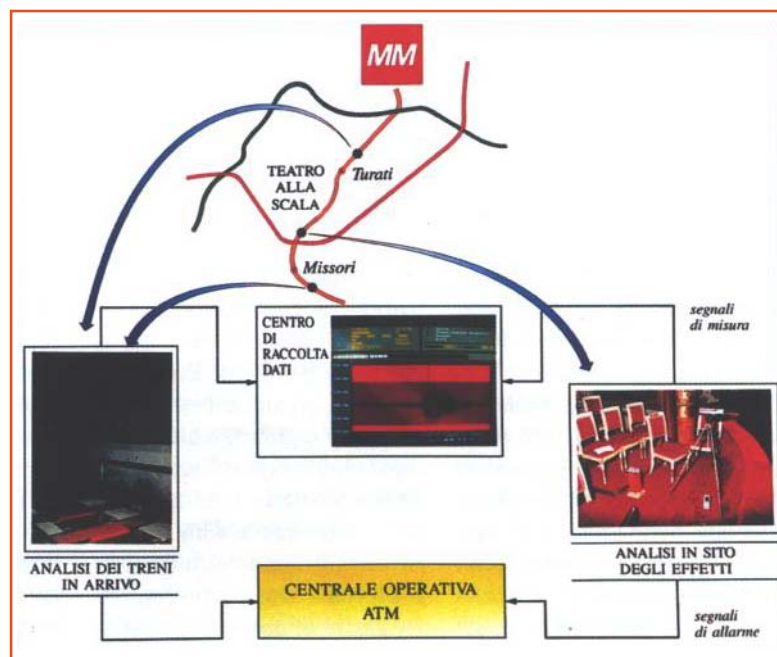 MM
TEATRO
ALLA
SCALA
Turati
Missori
CENTRO
DI
RACCOLTA
DATI
segnali
di misura
ANALISI DEI TRENI
IN ARRIVO
ANALISI IN SITO
DEGLI EFFETTI
CENTRALE OPERATIVA
ATM
segnali
di allarme